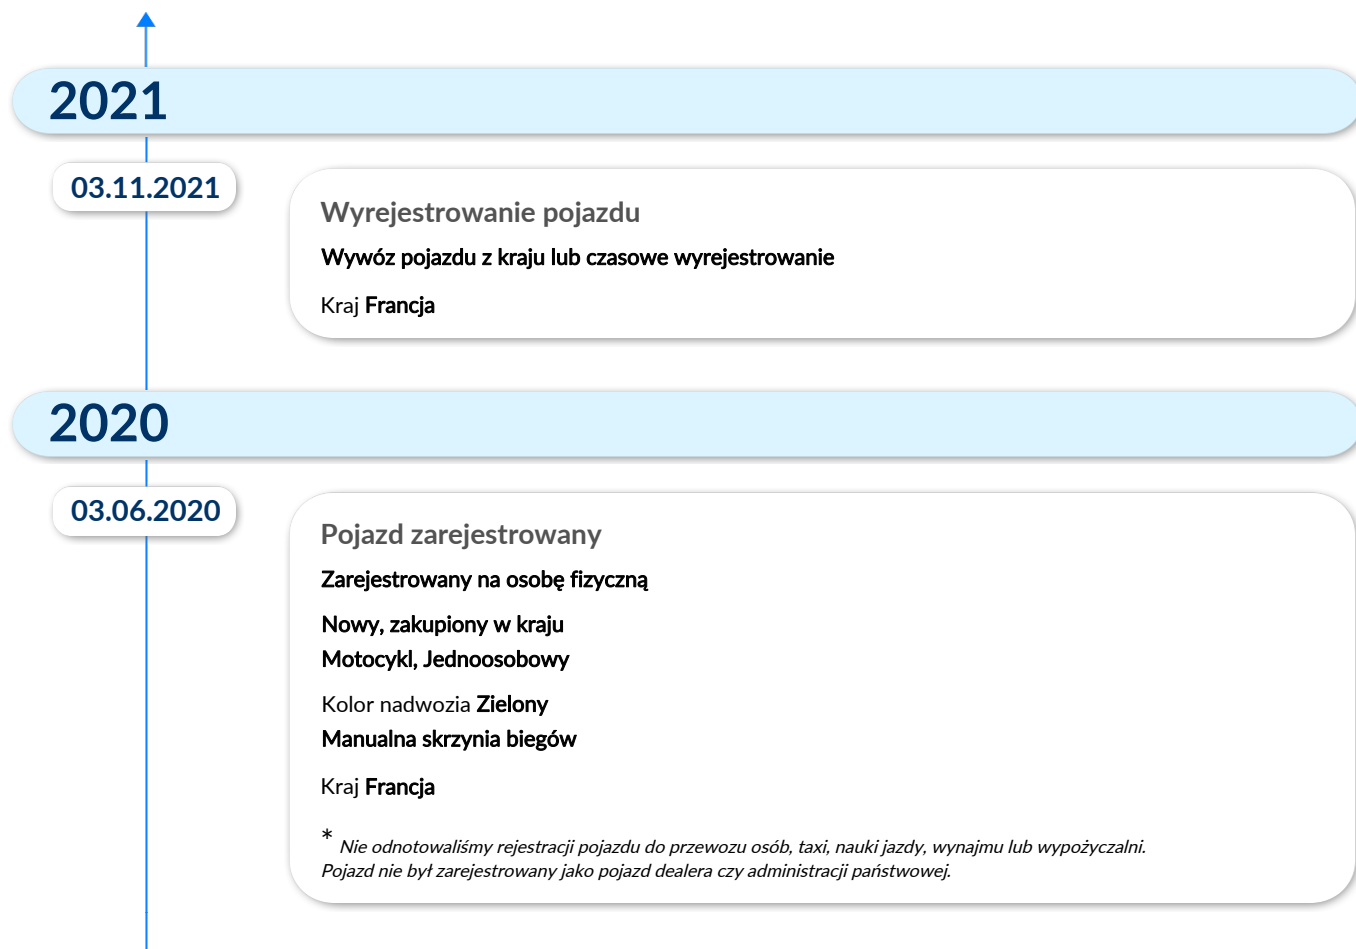 2021
03.11.2021
Wyrejestrowanie pojazdu
Wywóz pojazdu z kraju lub czasowe wyrejestrowanie
Kraj Francja
2020
03.06.2020
Pojazd zarejestrowany
Zarejestrowany na osobę fizyczną
Nowy, zakupiony w kraju
Motocykl, Jednoosobowy
Kolor nadwozia Zielony
Manualna skrzynia biegów
Kraj Francja
* Nie odnotowaliśmy rejestracji pojazdu do przewozu osób, taxi, nauki jazdy, wynajmu lub wypożyczalni.
Pojazd nie był zarejestrowany jako pojazd dealera czy administracji państwowej.